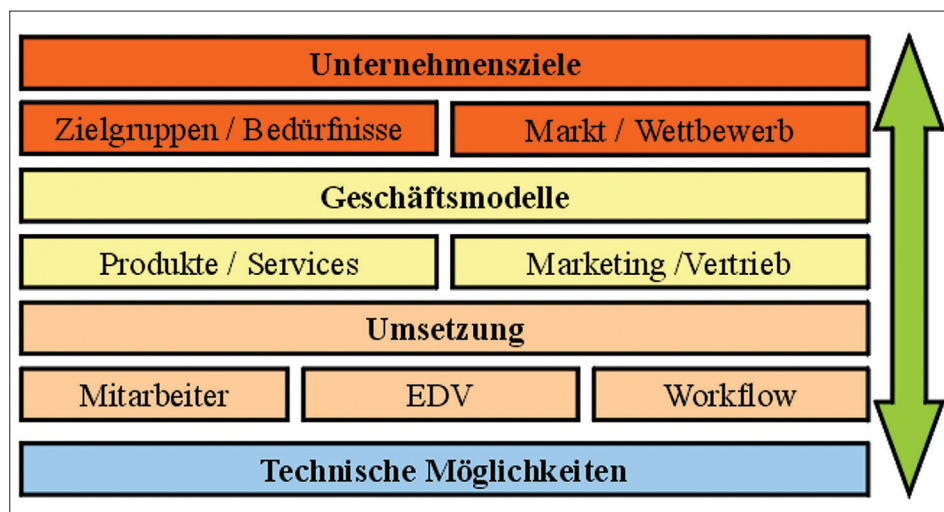 Unternehmensziele
Zielgruppen / Bedürfnisse
Markt / Wettbewerb
Geschäftsmodelle
Produkte / Services
Marketing /Vertrieb
Umsetzung
Mitarbeiter
EDV
Workflow
Technische Möglichkeiten